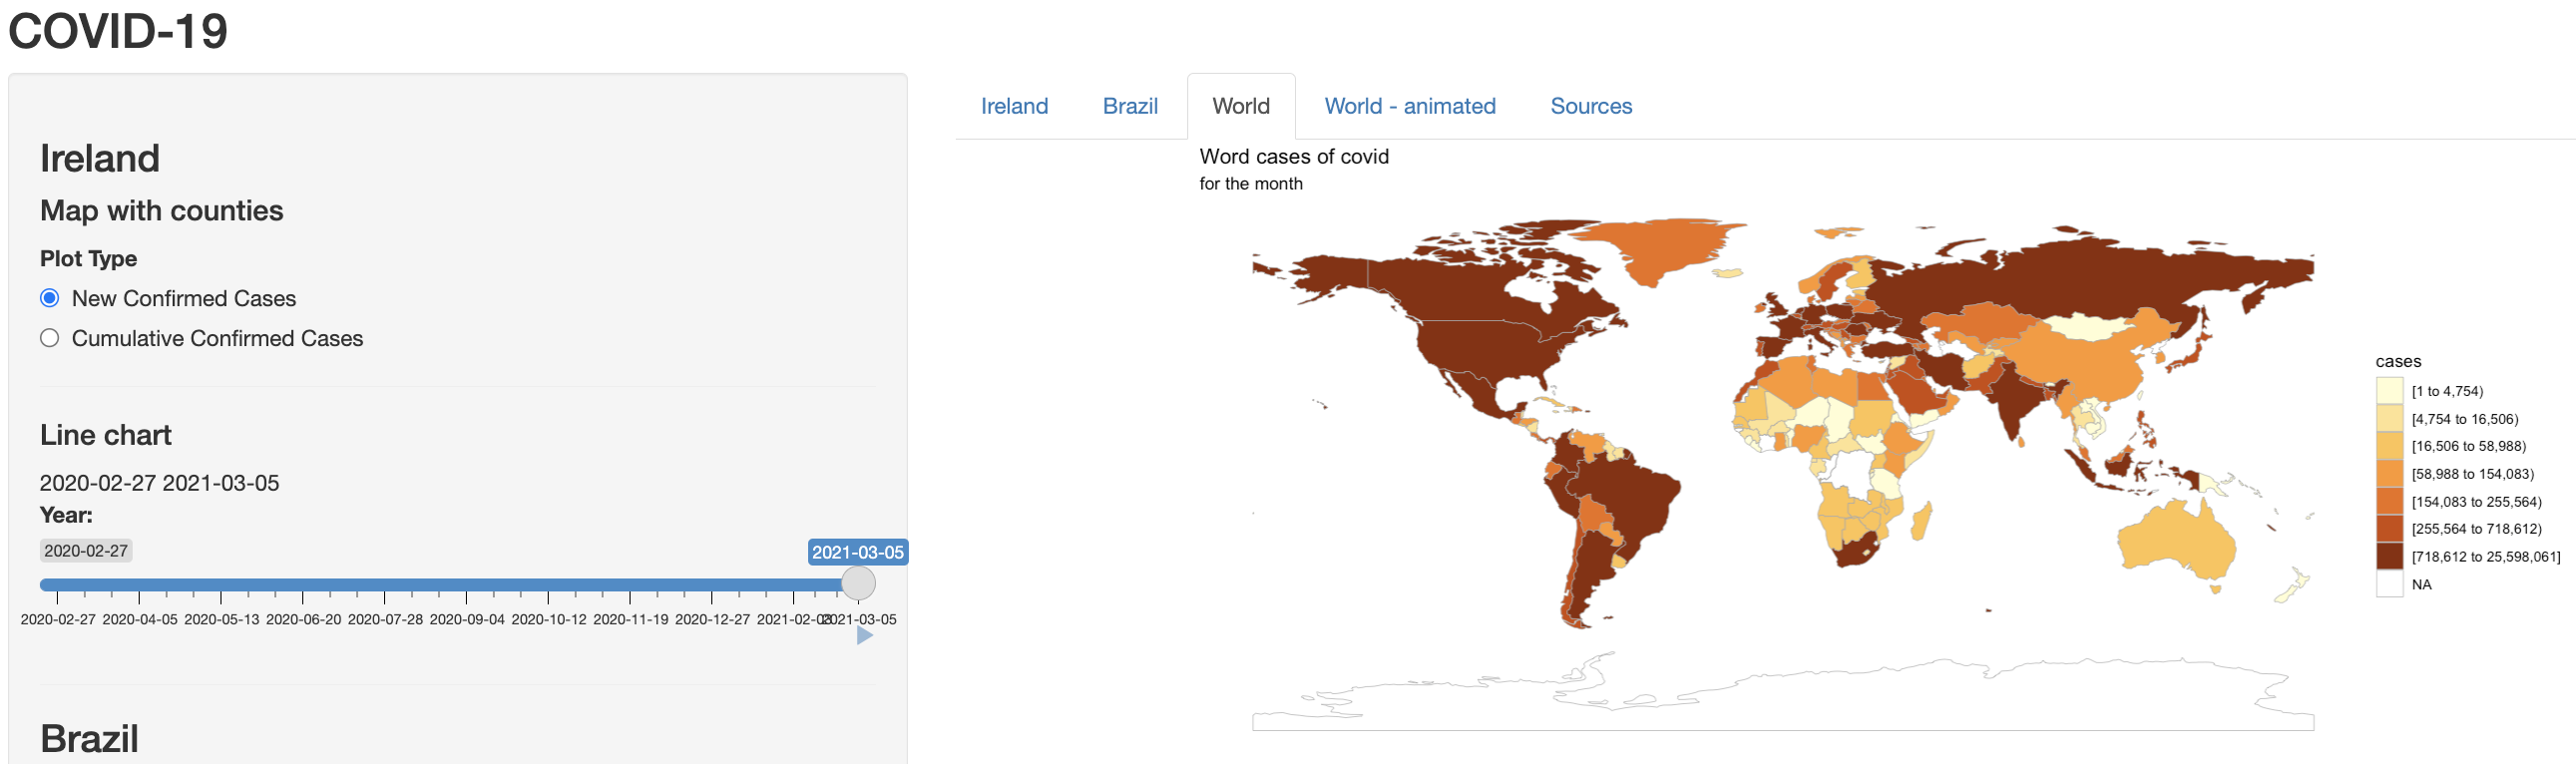 COVID-19
Ireland
Map with counties
Plot Type
New Confirmed Cases
Cumulative Confirmed Cases
Line chart
2020-02-27 2021-03-05
Year:
2020-02-27
2021-03-05
2020-02-27 2020-04-05 2020-05-13 2020-06-20 2020-07-28 2020-09-04 2020-10-12 2020-11-19 2020-12-27 2021-03-05
Brazil
Ireland Brazil World World - animated Sources
Word cases of covid
for the month
cases
[1 to 4,754)
[4,754 to 16,506)
[16,506 to 58,988)
[58,988 to 154,083)
[154,083 to 255,564)
[255,564 to 718,612)
[718,612 to 25,598,061]
NA